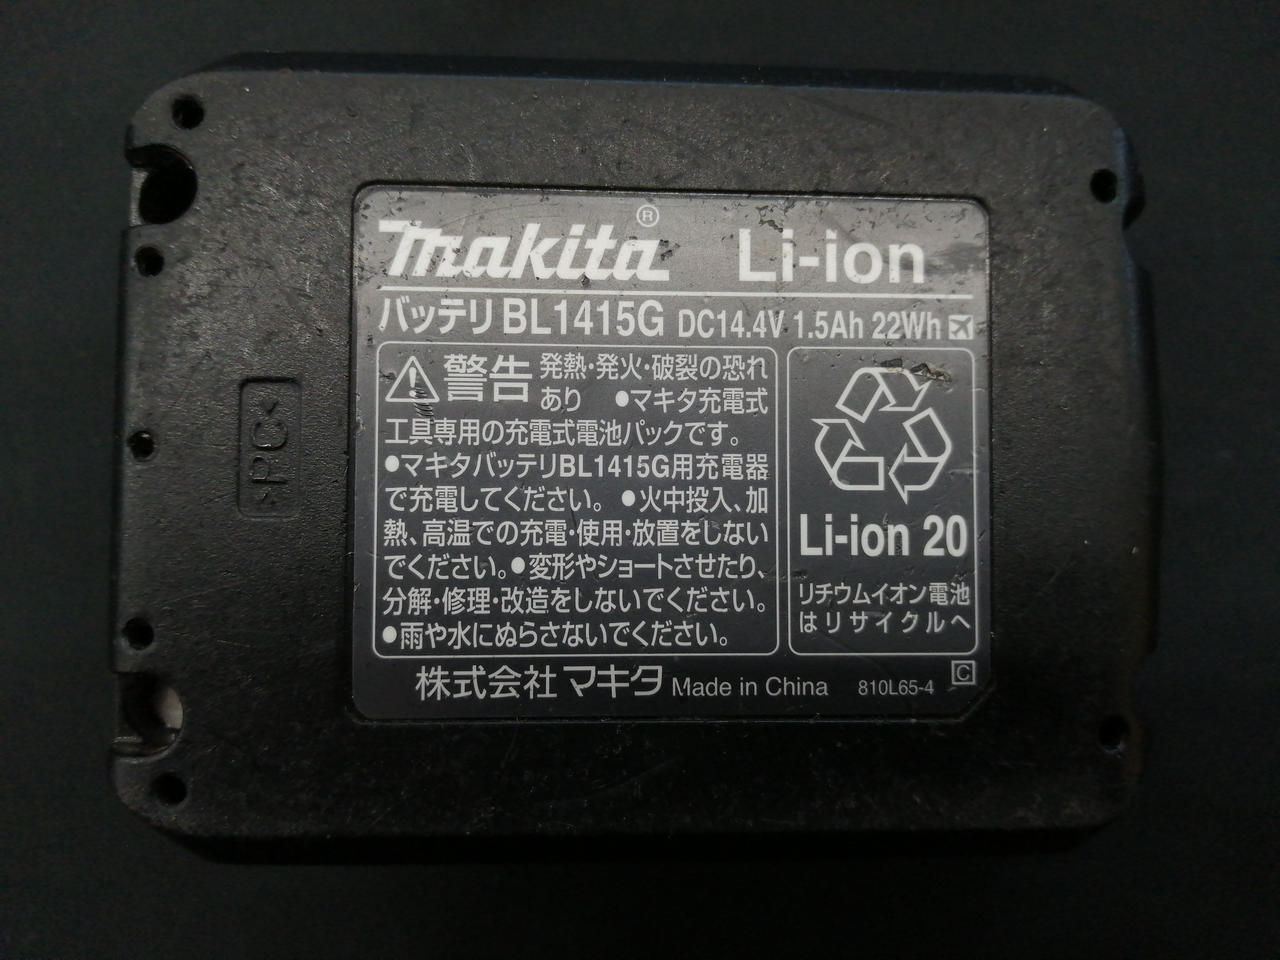 makita® Li-ion
バッテリBL1415G DC14.4V 1.5Ah 22Wh
警告 発熱・発火・破裂の恐れ
あり ●マキタ充電式
工具専用の充電式電池パックです。
●マキタバッテリBL1415G用充電器
で充電してください。 ●火中投入、加
熱、高温での充電・使用・放置をしない
でください。●変形やショートさせたり、
分解・修理・改造をしないでください。
●雨や水にぬらさないでください。
Li-ion 20
リチウムイオン電池
はリサイクルへ
株式会社マキタ Made in China 810L65-4 C
>PC<